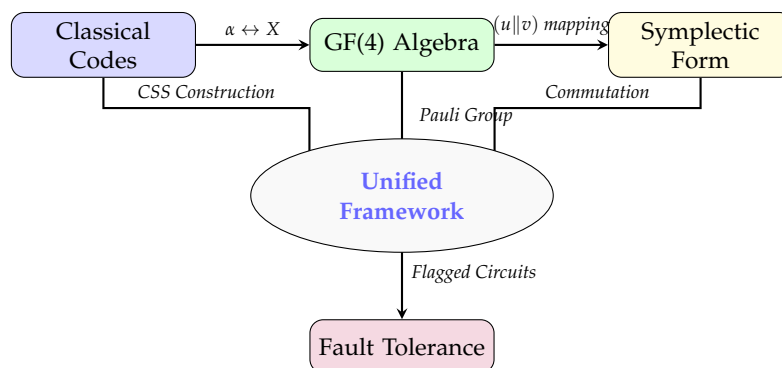 Classical
Codes
α ↔ X
GF(4) Algebra
(u∥v) mapping
Symplectic
Form
CSS Construction
Pauli Group
Commutation
Unified
Framework
Flagged Circuits
Fault Tolerance